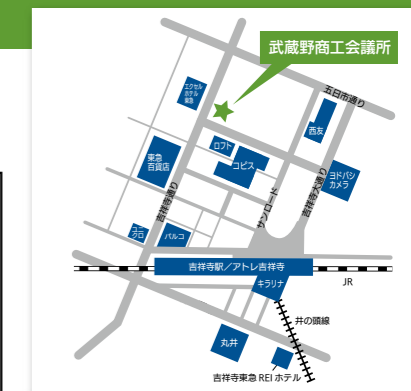 武蔵野商工会議所
五日市通り
エクセル
ホテル
東急
西友
ロフト
コピス
東急
百貨店
ヨドバシ
カメラ
吉祥寺通り
サンロード
吉祥寺大通り
ユニ
クロ
パルコ
吉祥寺駅/アトレ吉祥寺
キラリナ
JR
井の頭線
丸井
吉祥寺東急 REI ホテル